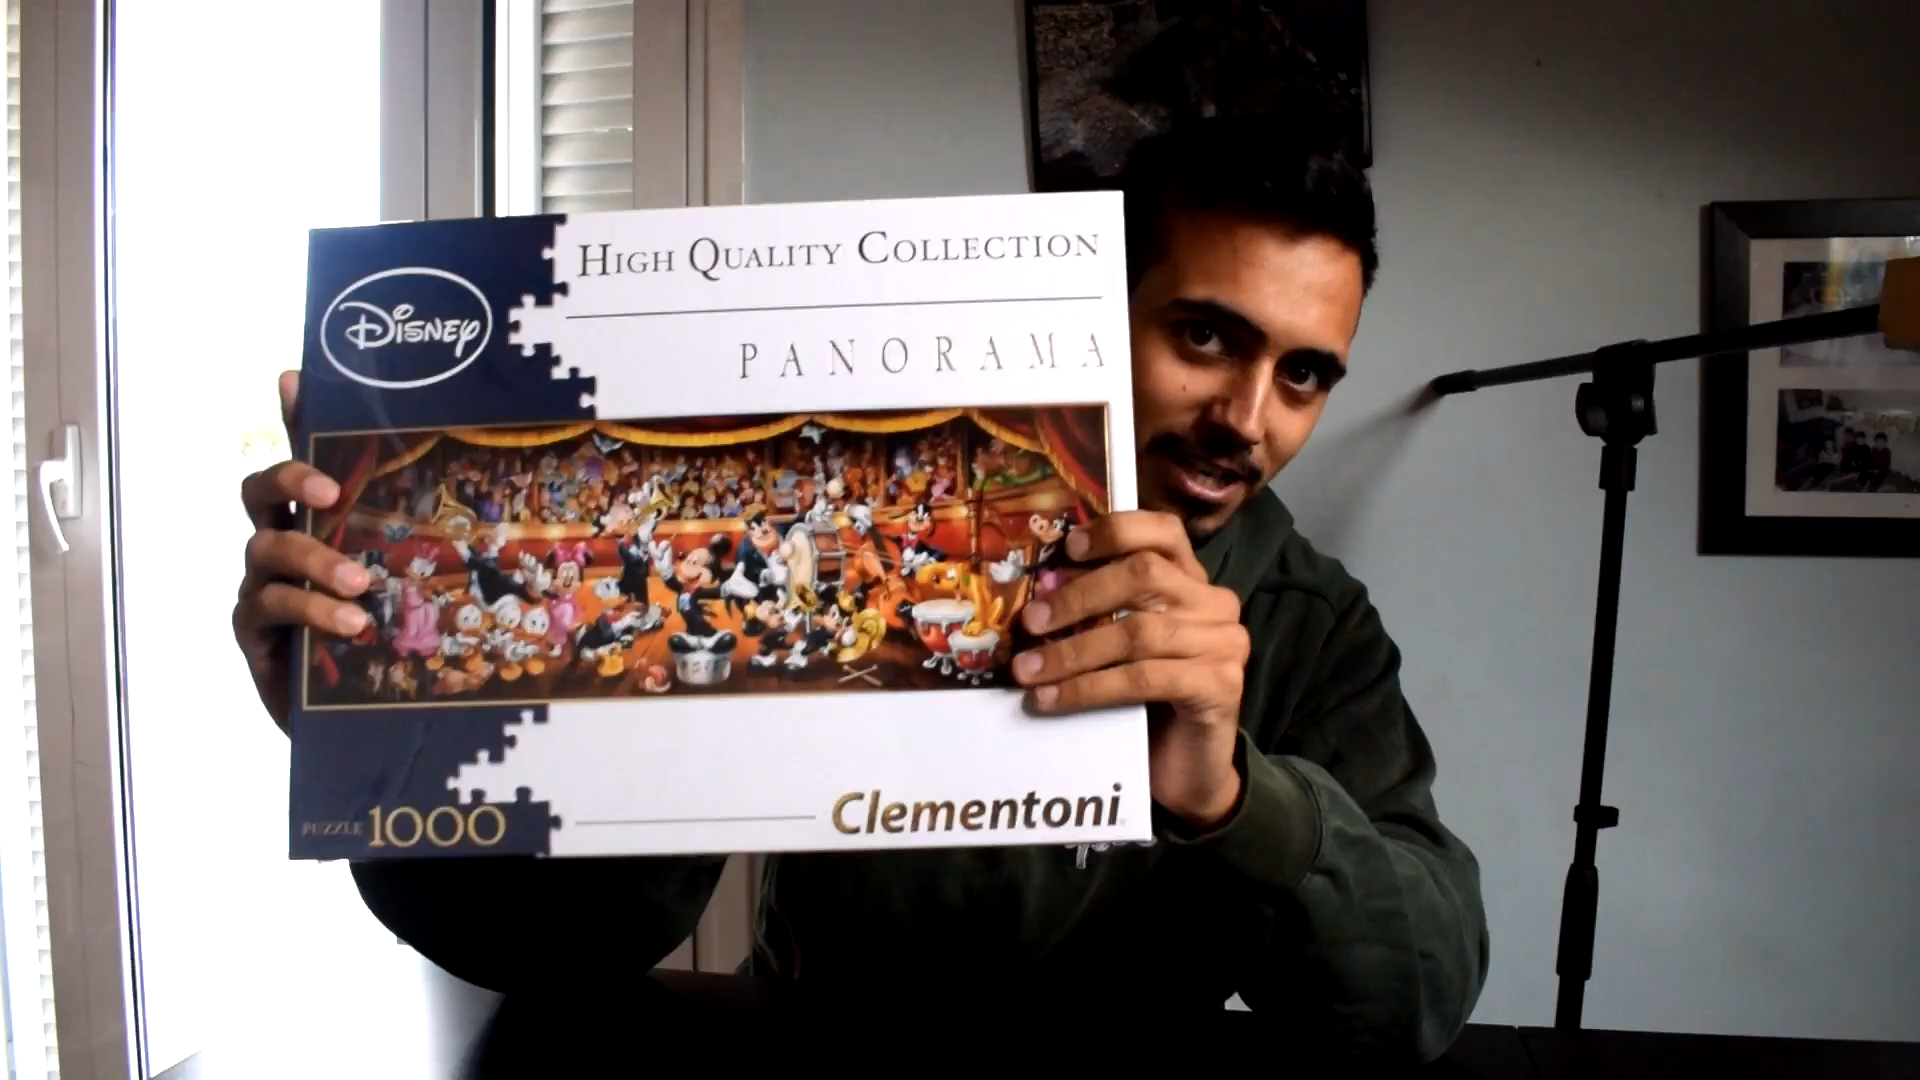 Disney
HIGH QUALITY COLLECTION
PANORAMA
PUZZLE 1000
Clementoni